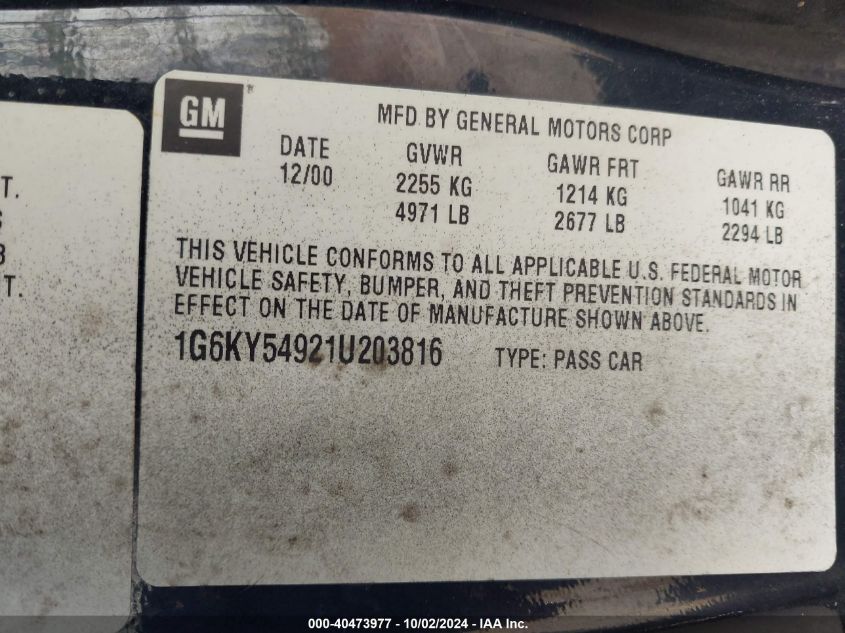 T.
3
T.
GM
MFD BY GENERAL MOTORS CORP
DATE GVWR GAWR FRT GAWR RR
12/00 2255 KG 1214 KG 1041 KG
4971 LB 2677 LB 2294 LB
THIS VEHICLE CONFORMS TO ALL APPLICABLE U.S. FEDERAL MOTOR
VEHICLE SAFETY, BUMPER, AND THEFT PREVENTION STANDARDS IN
EFFECT ON THE DATE OF MANUFACTURE SHOWN ABOVE.
1G6KY54921U203816 TYPE: PASS CAR
000-40473977 - 10/02/2024 - IAA Inc.